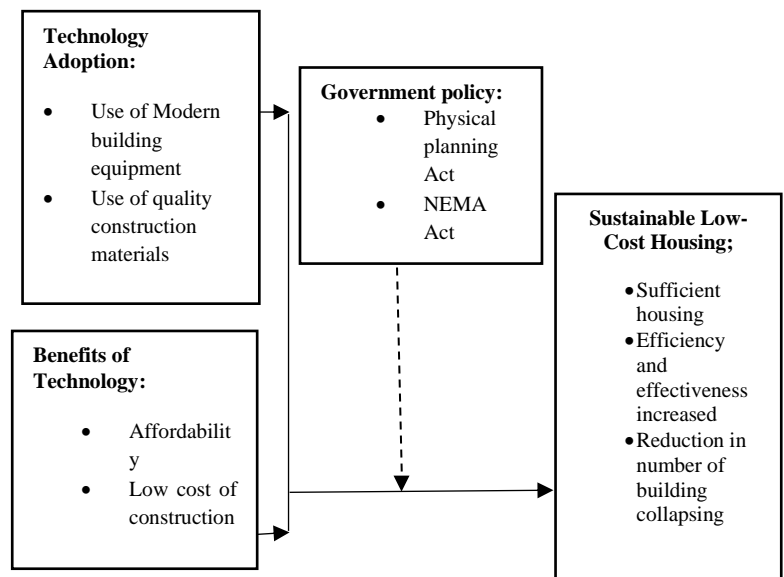 Technology
Adoption:
• Use of Modern
building
equipment
• Use of quality
construction
materials
Government policy:
• Physical
planning
Act
• NEMA
Act
Sustainable Low-
Cost Housing;
•Sufficient
housing
•Efficiency
and
effectiveness
increased
•Reduction in
number of
building
collapsing
Benefits of
Technology:
• Affordabilit
y
• Low cost of
construction